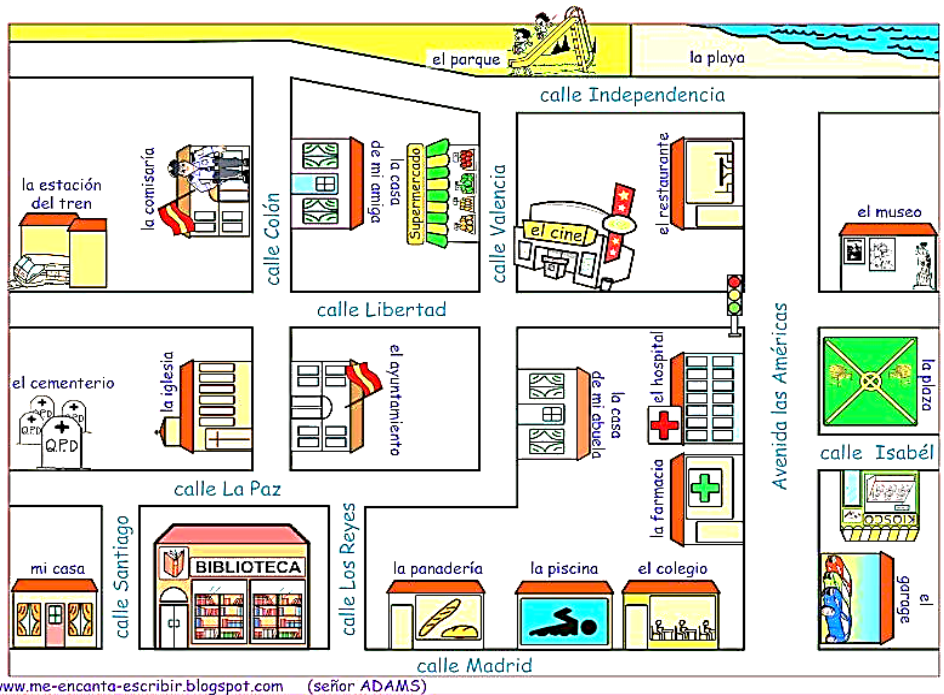 el parque
la playa
calle Independencia
la comisaría
la estación
del tren
calle Colón
la casa
de mi amiga
Supermercado
calle Valencia
el cine
el restaurante
el museo
calle Libertad
Avenida las Américas
el cementerio
Q.P.D
Q.P.D
Q.P.D
la iglesia
el ayuntamiento
la casa
de mi abuela
el hospital
la plaza
calle Isabél
calle La Paz
la farmacia
KIOSCO
mi casa
calle Santiago
BIBLIOTECA
calle Los Reyes
la panadería
la piscina
el colegio
el
garage
calle Madrid
www.me-encanta-escribir.blogspot.com (señor ADAMS)